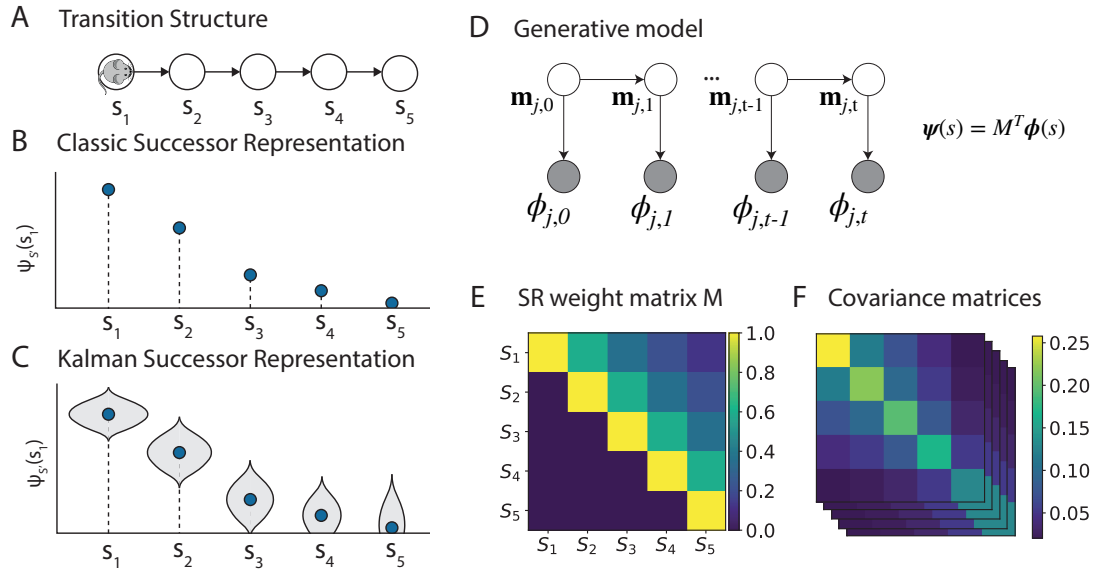 A Transition Structure
s₁ s₂ s₃ s₄ s₅
B Classic Successor Representation
ψₛ'(s₁)
s₁ s₂ s₃ s₄ s₅
C Kalman Successor Representation
ψₛ'(s₁)
s₁ s₂ s₃ s₄ s₅
D Generative model
...
𝐦j,0 𝐦j,1 𝐦j,t-1 𝐦j,t
𝝍(s) = Mᵀ𝝓(s)
ϕj,0 ϕj,1 ϕj,t-1 ϕj,t
E SR weight matrix M
S₁
S₂
S₃
S₄
S₅
S₁ S₂ S₃ S₄ S₅
1.0
0.8
0.6
0.4
0.2
0.0
F Covariance matrices
0.25
0.20
0.15
0.10
0.05